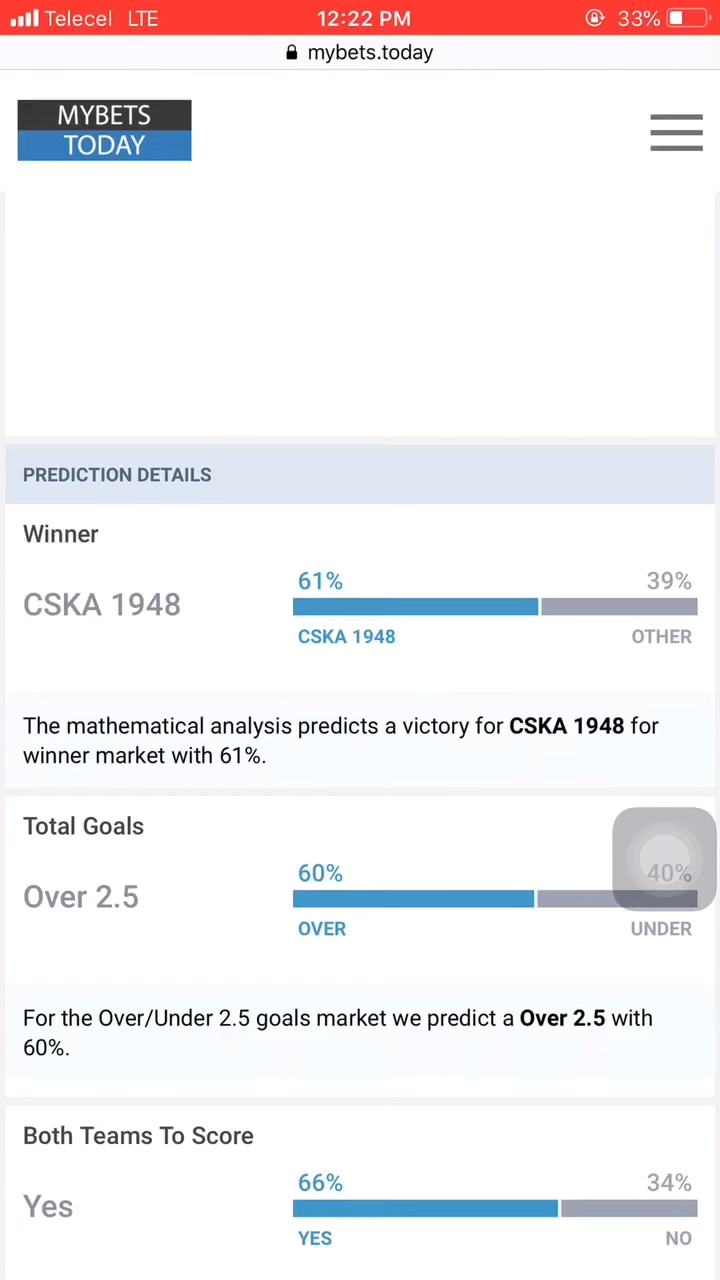 Telecel LTE 12:22 PM 33%
mybets.today
MYBETS
TODAY
PREDICTION DETAILS
Winner
CSKA 1948
61% 39%
CSKA 1948 OTHER
The mathematical analysis predicts a victory for CSKA 1948 for
winner market with 61%.
Total Goals
Over 2.5
60% 40%
OVER UNDER
For the Over/Under 2.5 goals market we predict a Over 2.5 with
60%.
Both Teams To Score
Yes
66% 34%
YES NO